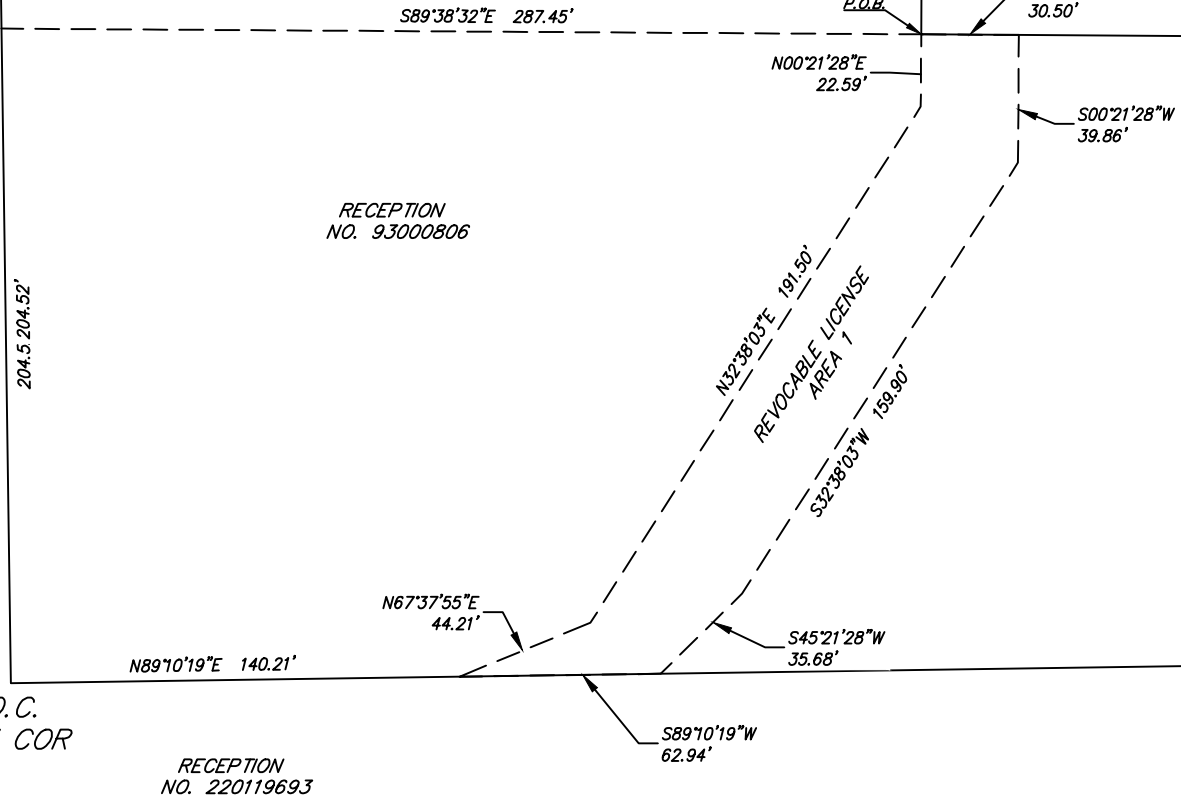 S89°38'32"E 287.45'
P.O.B.
30.50'
N00°21'28"E
22.59'
S00°21'28"W
39.86'
RECEPTION
NO. 93000806
204.5 204.52'
N32°38'03"E 191.50'
REVOCABLE LICENSE
AREA 1
S32°38'03"W 159.90'
N67°37'55"E
44.21'
S45°21'28"W
35.68'
N89°10'19"E 140.21'
S89°10'19"W
62.94'
.C.
COR
RECEPTION
NO. 220119693